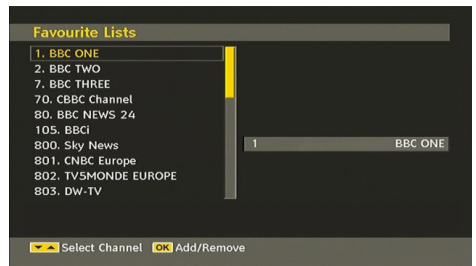 Favourite Lists
1. BBC ONE
2. BBC TWO
7. BBC THREE
70. CBBC Channel
80. BBC NEWS 24
105. BBCi
800. Sky News
801. CNBC Europe
802. TV5MONDE EUROPE
803. DW-TV
1 BBC ONE
Select Channel OK Add/Remove